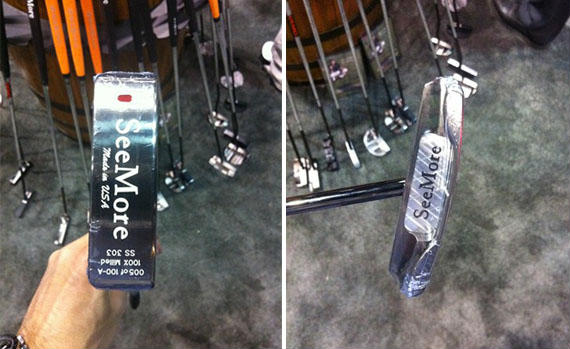 SeeMore
Made in USA
005 of 100-A
100% Milled
SS 303
SeeMore